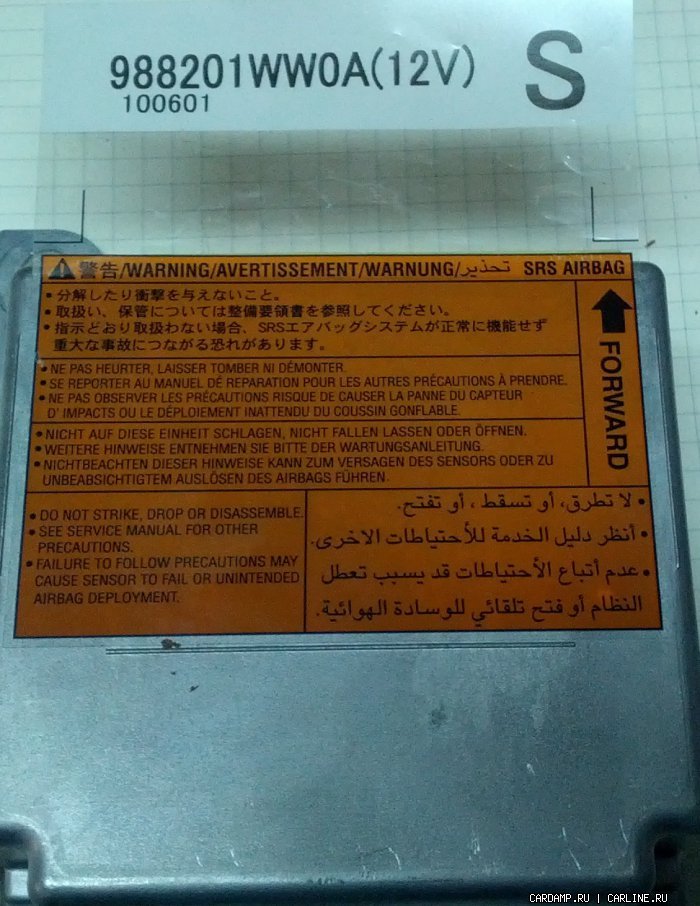 988201WW0A(12V) S
100601
警告/WARNING/AVERTISSEMENT/WARNUNG/تحذير SRS AIRBAG
• 分解したり衝撃を与えないこと。
• 取扱い、保管については整備要領書を参照してください。
• 指示どおり取扱わない場合、SRSエアバッグシステムが正常に機能せず
重大な事故につながる恐れがあります。
FORWARD
• NE PAS HEURTER, LAISSER TOMBER NI DÉMONTER.
• SE REPORTER AU MANUEL DÉ REPARATION POUR LES AUTRES PRÉCAUTIONS À PRENDRE.
• NE PAS OBSERVER LES PRÉCAUTIONS RISQUE DE CAUSER LA PANNE DU CAPTEUR
D' IMPACTS OU LE DÉPLOIEMENT INATTENDU DU COUSSIN GONFLABLE.
• NICHT AUF DIESE EINHEIT SCHLAGEN, NICHT FALLEN LASSEN ODER ÖFFNEN.
• WEITERE HINWEISE ENTNEHMEN SIE BITTE DER WARTUNGSANLEITUNG.
• NICHTBEACHTEN DIESER HINWEISE KANN ZUM VERSAGEN DES SENSORS ODER ZU
UNBEABSICHTIGTEM AUSLÖSEN DES AIRBAGS FÜHREN.
• DO NOT STRIKE, DROP OR DISASSEMBLE.
• SEE SERVICE MANUAL FOR OTHER
PRECAUTIONS.
• FAILURE TO FOLLOW PRECAUTIONS MAY
CAUSE SENSOR TO FAIL OR UNINTENDED
AIRBAG DEPLOYMENT.
• لا تطرق، أو تسقط ، أو تفتح.
• أنظر دليل الخدمة للأحتياطات الاخرى.
• عدم أتباع الأحتياطات قد يسبب تعطل
النظام أو فتح تلقائي للوسادة الهوائية.
CARDAMP.RU | CARLINE.RU